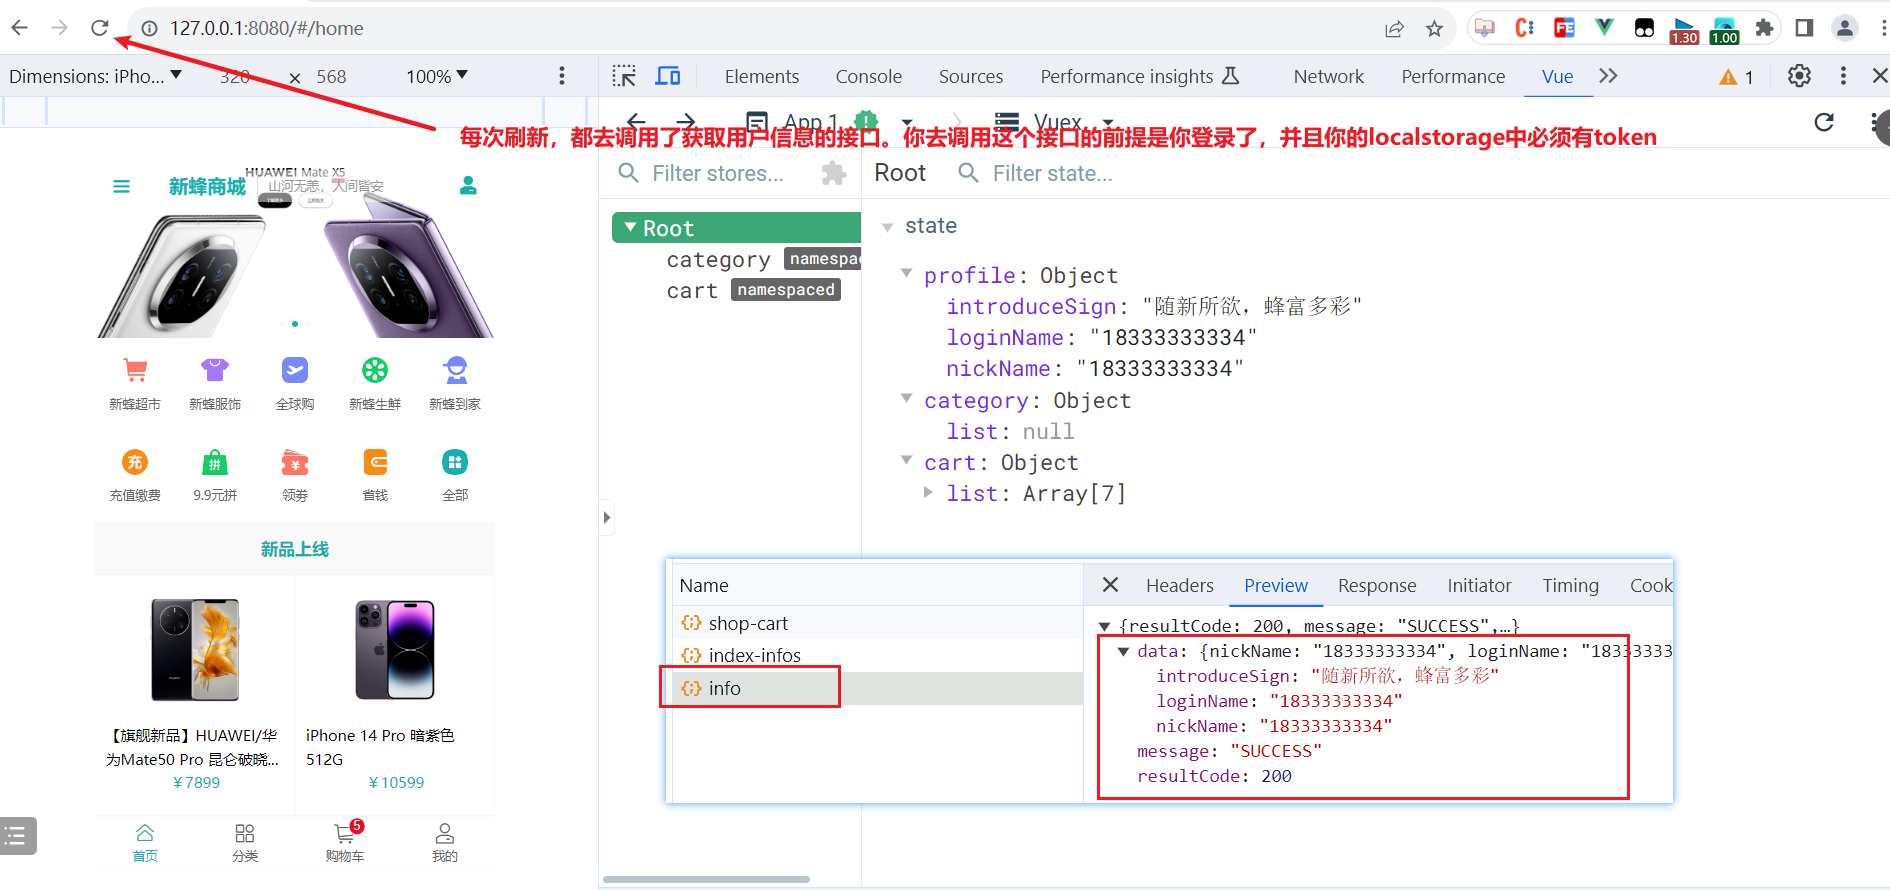 127.0.0.1:8080/#/home
1.30
1.00
Dimensions: iPho... 320 × 568 100%
Elements Console Sources Performance insights Network Performance Vue 1
App 1 Vuex
每次刷新，都去调用了获取用户信息的接口。你去调用这个接口的前提是你登录了，并且你的localstorage中必须有token
Filter stores... Root Filter state...
新蜂商城
HUAWEI Mate X5
山河无恙，人间皆安
Root
category namespac
cart namespaced
state
profile: Object
introduceSign: "随新所欲，蜂富多彩"
loginName: "18333333334"
nickName: "18333333334"
category: Object
list: null
cart: Object
list: Array[7]
新蜂超市 新蜂服饰 全球购 新蜂生鲜 新蜂到家
充 拼 ¥
充值缴费 9.9元拼 领劵 省钱 全部
新品上线
【旗舰新品】HUAWEI/华
为Mate50 Pro 昆仑破晓...
¥7899
iPhone 14 Pro 暗紫色
512G
¥10599
5
首页 分类 购物车 我的
Name
shop-cart
index-infos
info
Headers Preview Response Initiator Timing Cook
{resultCode: 200, message: "SUCCESS",…}
data: {nickName: "18333333334", loginName: "18333333
introduceSign: "随新所欲，蜂富多彩"
loginName: "18333333334"
nickName: "18333333334"
message: "SUCCESS"
resultCode: 200